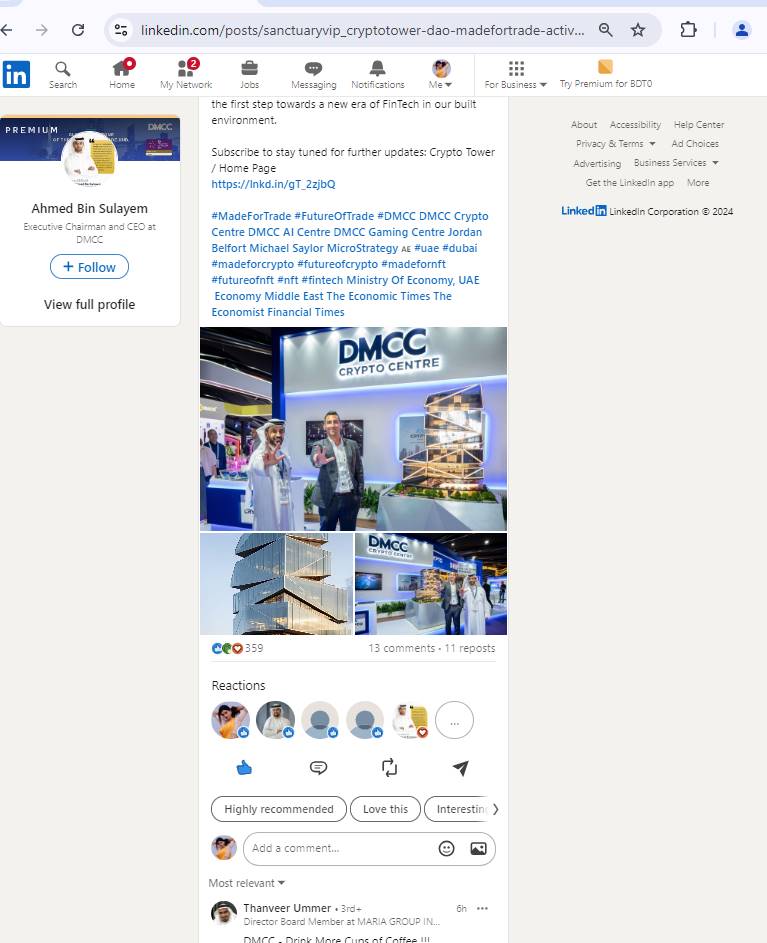 linkedin.com/posts/sanctuaryvip_cryptotower-dao-madefortrade-activ...
in
Search
Home
2
My Network
Jobs
Messaging
Notifications
Me
For Business
Try Premium for BDT0
PREMIUM
DMCC
Ahmed Bin Sulayem
Executive Chairman and CEO at
DMCC
+ Follow
View full profile
the first step towards a new era of FinTech in our built
environment.
Subscribe to stay tuned for further updates: Crypto Tower
/ Home Page
https://lnkd.in/gT_2zjbQ
#MadeForTrade #FutureOfTrade #DMCC DMCC Crypto
Centre DMCC AI Centre DMCC Gaming Centre Jordan
Belfort Michael Saylor MicroStrategy AE #uae #dubai
#madeforcrypto #futureofcrypto #madefornft
#futureofnft #nft #fintech Ministry Of Economy, UAE
Economy Middle East The Economic Times The
Economist Financial Times
DMCC
CRYPTO CENTRE
DMCC
CRYPTO CENTRE
359
13 comments • 11 reposts
Reactions
...
Highly recommended
Love this
Interestin
Add a comment...
Most relevant
Thanveer Ummer • 3rd+
6h
Director Board Member at MARIA GROUP IN...
DMCC - Drink More Cups of Coffee !!!
About
Accessibility
Help Center
Privacy & Terms
Ad Choices
Advertising
Business Services
Get the LinkedIn app
More
LinkedIn LinkedIn Corporation © 2024